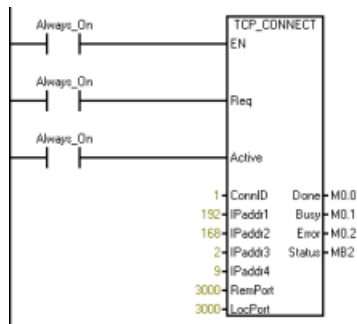 Always_On TCP_CONNECT
EN
Always_On
Req
Always_On
Active
1 ConnID Done M0.0
192 IPaddr1 Busy M0.1
168 IPaddr2 Error M0.2
2 IPaddr3 Status MB2
9 IPaddr4
3000 RemPort
3000 LocPort